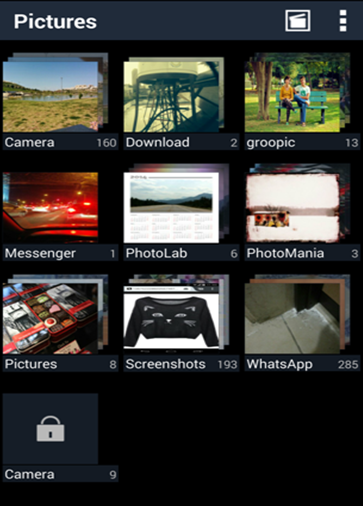 Pictures
Camera 160
Download 2
groopic 13
Messenger 1
PhotoLab 6
PhotoMania 3
Pictures 8
Screenshots 193
WhatsApp 285
Camera 9